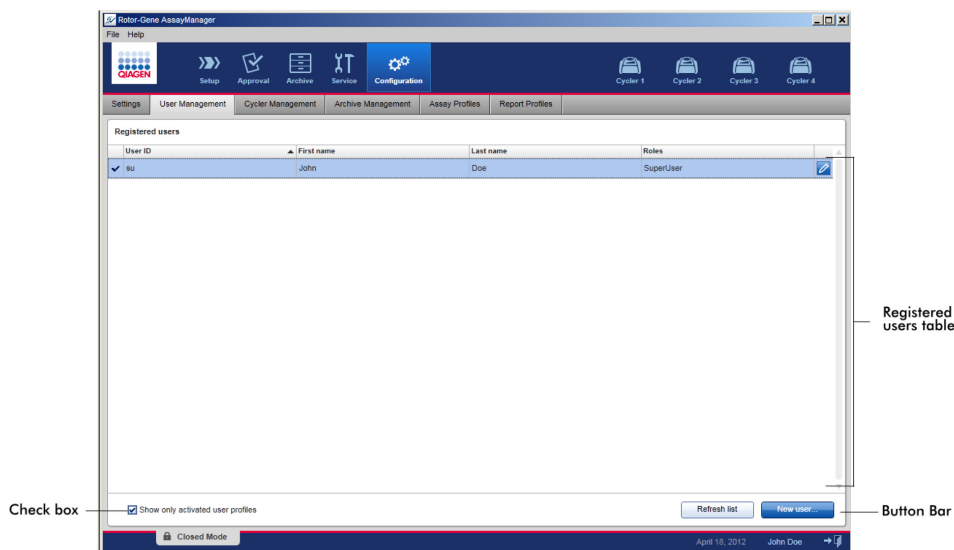 Rotor-Gene AssayManager
File Help
QIAGEN
Setup Approval Archive Service Configuration Cycler 1 Cycler 2 Cycler 3 Cycler 4
Settings User Management Cycler Management Archive Management Assay Profiles Report Profiles
Registered users
User ID First name Last name Roles
su John Doe SuperUser
Registered
users table
Check box Show only activated user profiles Refresh list New user... Button Bar
Closed Mode April 18, 2012 John Doe